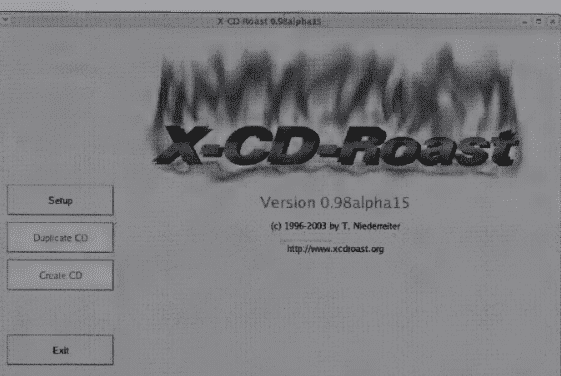 X-CD-Roast 0.98alpha15
X-CD-Roast
Setup
Duplicate CD
Create CD
Exit
Version 0.98alpha15
(c) 1996-2003 by T. Niederreiter
http://www.xcdroast.org